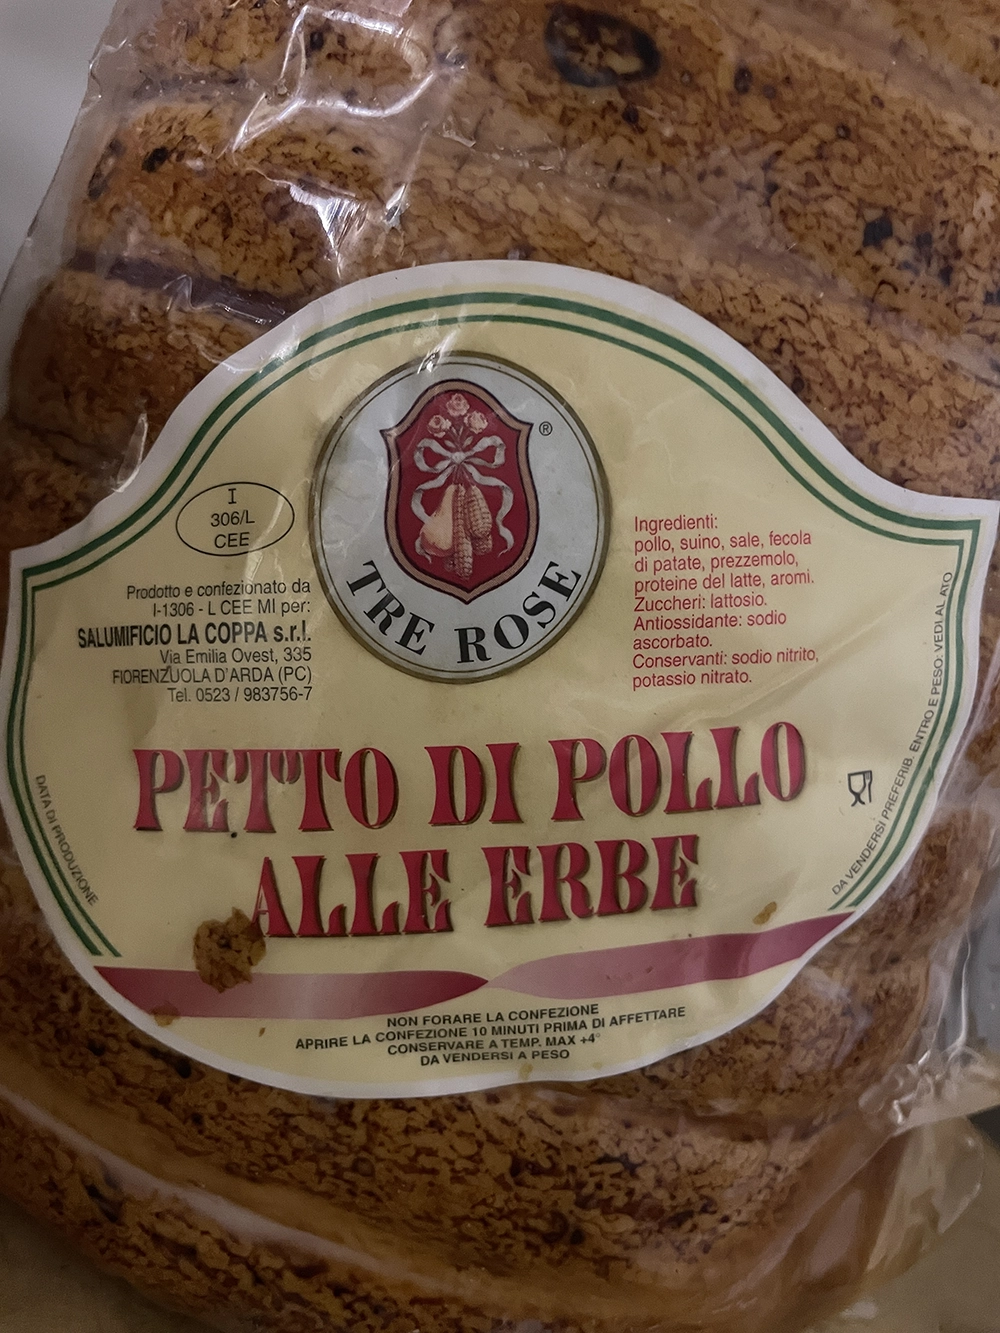 ®
TRE ROSE
I
306/L
CEE
Prodotto e confezionato da
I-1306 - L CEE MI per:
SALUMIFICIO LA COPPA s.r.l.
Via Emilia Ovest, 335
FIORENZUOLA D'ARDA (PC)
Tel. 0523 / 983756-7
Ingredienti:
pollo, suino, sale, fecola
di patate, prezzemolo,
proteine del latte, aromi.
Zuccheri: lattosio.
Antiossidante: sodio
ascorbato.
Conservanti: sodio nitrito,
potassio nitrato.
PETTO DI POLLO
ALLE ERBE
DATA DI PRODUZIONE
DA VENDERSI PREFERIB. ENTRO E PESO: VEDI AL ATO
NON FORARE LA CONFEZIONE
APRIRE LA CONFEZIONE 10 MINUTI PRIMA DI AFFETTARE
CONSERVARE A TEMP. MAX +4°
DA VENDERSI A PESO